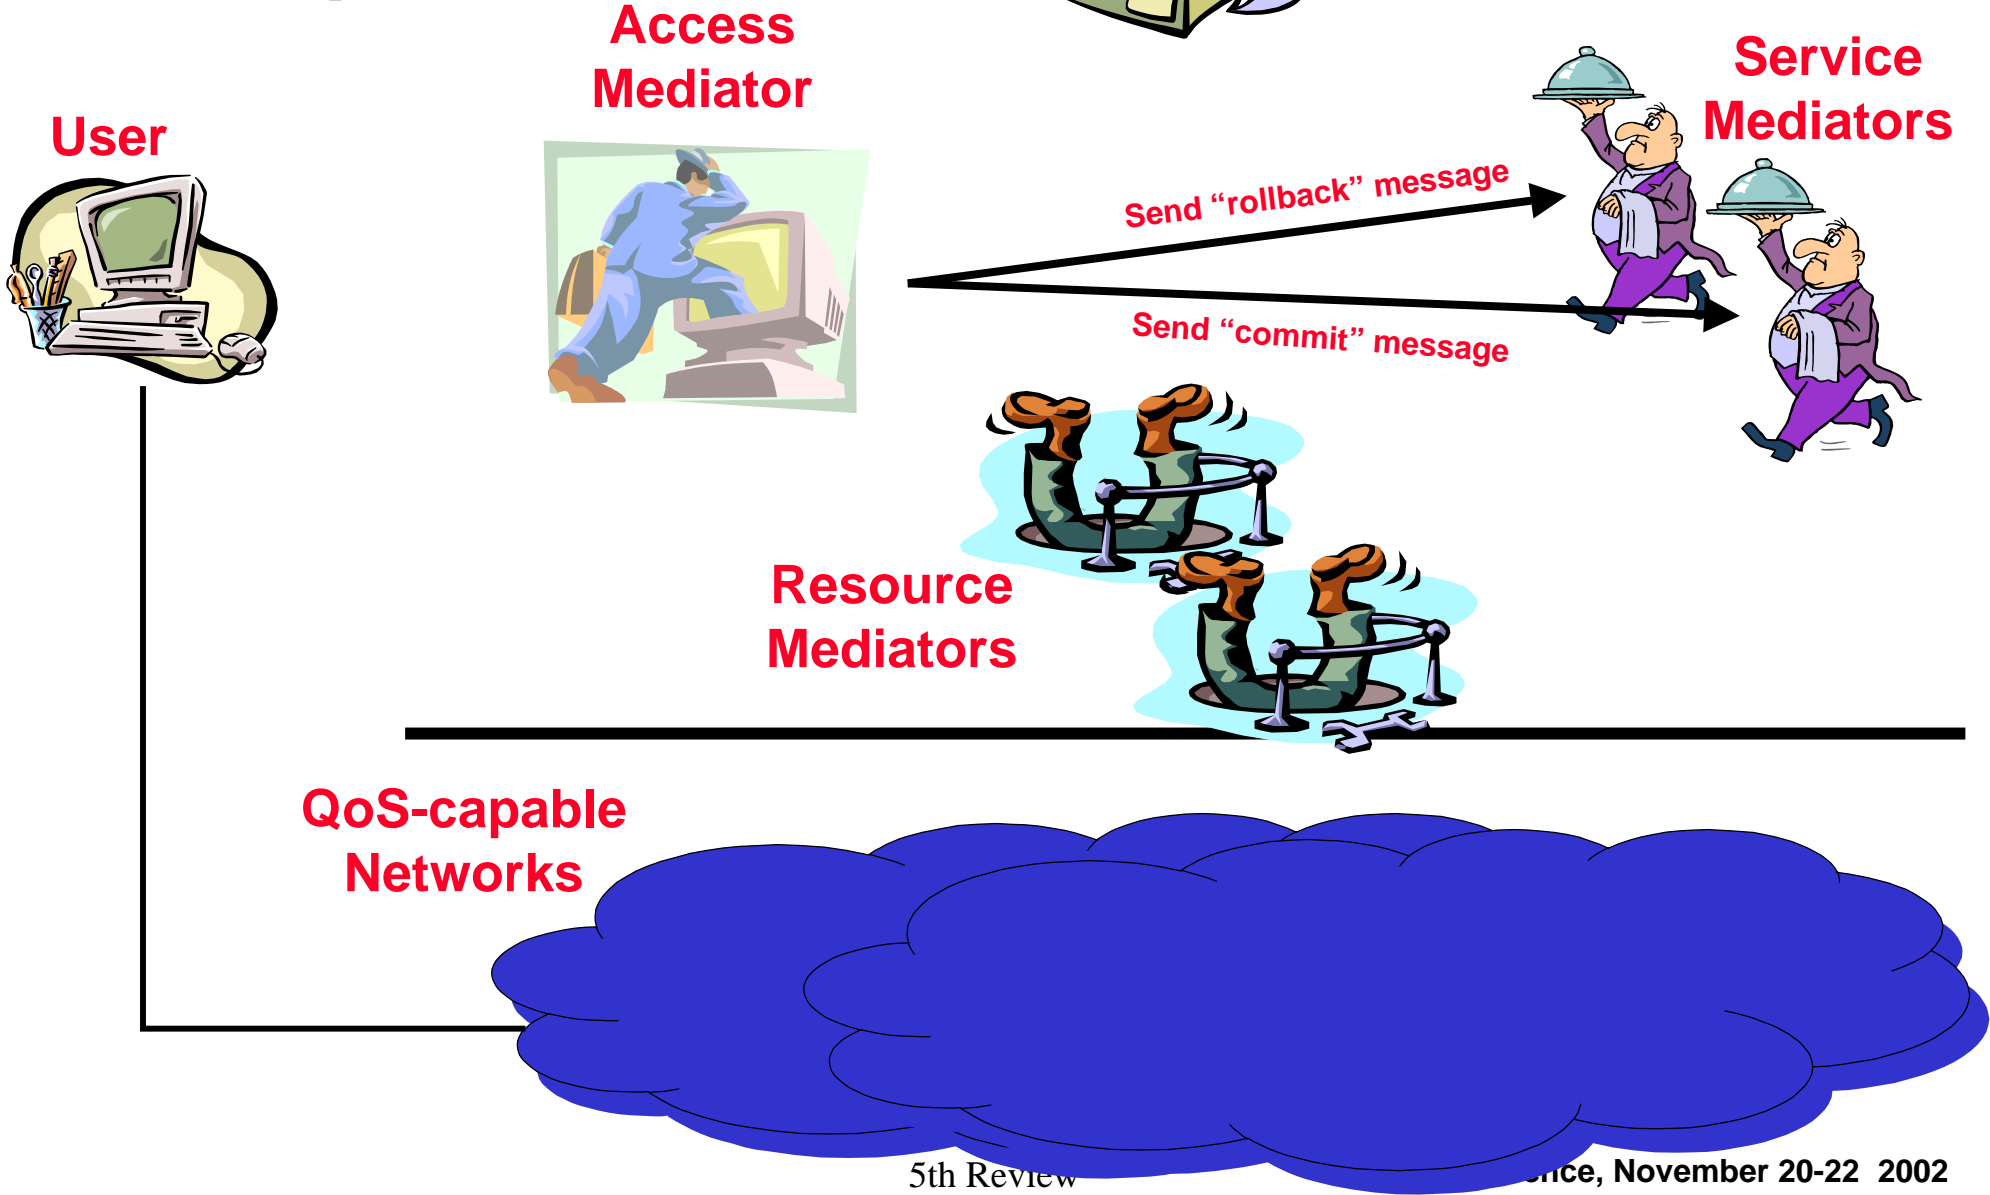 Access
Mediator
Service
Mediators
User
Send “rollback” message
Send “commit” message
Resource
Mediators
QoS-capable
Networks
5th Review
November 20-22 2002